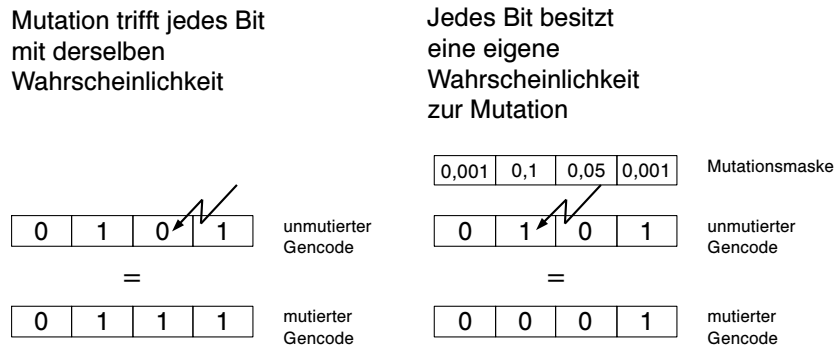 Mutation trifft jedes Bit
mit derselben
Wahrscheinlichkeit
0 1 0 1
unmutierter
Gencode
=
0 1 1 1
mutierter
Gencode
Jedes Bit besitzt
eine eigene
Wahrscheinlichkeit
zur Mutation
0,001 0,1 0,05 0,001
Mutationsmaske
0 1 0 1
unmutierter
Gencode
=
0 0 0 1
mutierter
Gencode